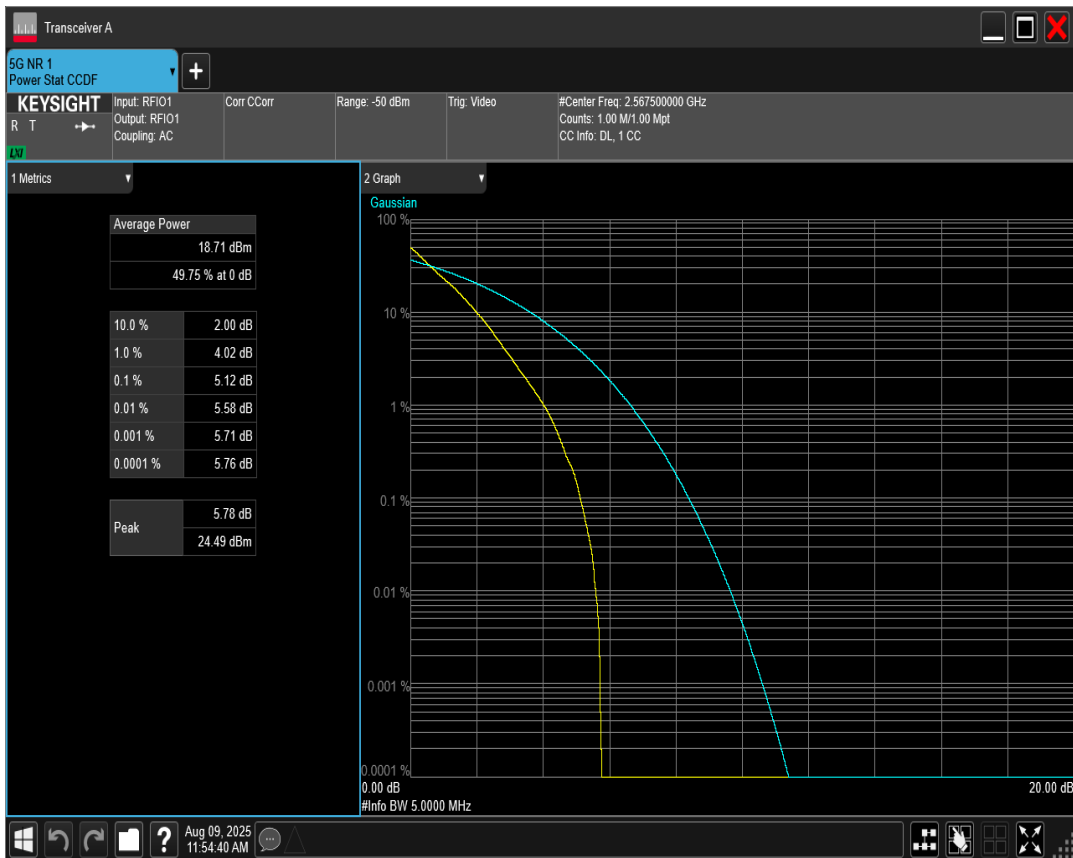 Transceiver A
5G NR 1
Power Stat CCDF
KEYSIGHT
R T
LXI
Input: RFIO1
Output: RFIO1
Coupling: AC
Corr CCorr
Range: -50 dBm
Trig: Video
#Center Freq: 2.567500000 GHz
Counts: 1.00 M/1.00 Mpt
CC Info: DL, 1 CC
1 Metrics
Average Power
18.71 dBm
49.75 % at 0 dB
10.0 % 2.00 dB
1.0 % 4.02 dB
0.1 % 5.12 dB
0.01 % 5.58 dB
0.001 % 5.71 dB
0.0001 % 5.76 dB
Peak
5.78 dB
24.49 dBm
2 Graph
Gaussian
100 %
10 %
1 %
0.1 %
0.01 %
0.001 %
0.0001 %
0.00 dB 20.00 dB
#Info BW 5.0000 MHz
? Aug 09, 2025
11:54:40 AM